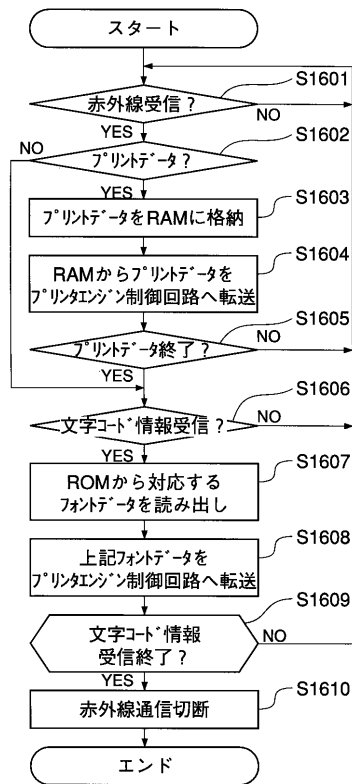 スタート
S1601
赤外線受信?
NO
YES
S1602
NO
プリントデータ?
YES
S1603
プリントデータをRAMに格納
S1604
RAMからプリントデータを
プリンタエンジン制御回路へ転送
S1605
プリントデータ終了?
NO
YES
S1606
文字コード情報受信?
NO
YES
S1607
ROMから対応する
フォントデータを読み出し
S1608
上記フォントデータを
プリンタエンジン制御回路へ転送
S1609
文字コード情報
受信終了?
NO
YES
S1610
赤外線通信切断
エンド